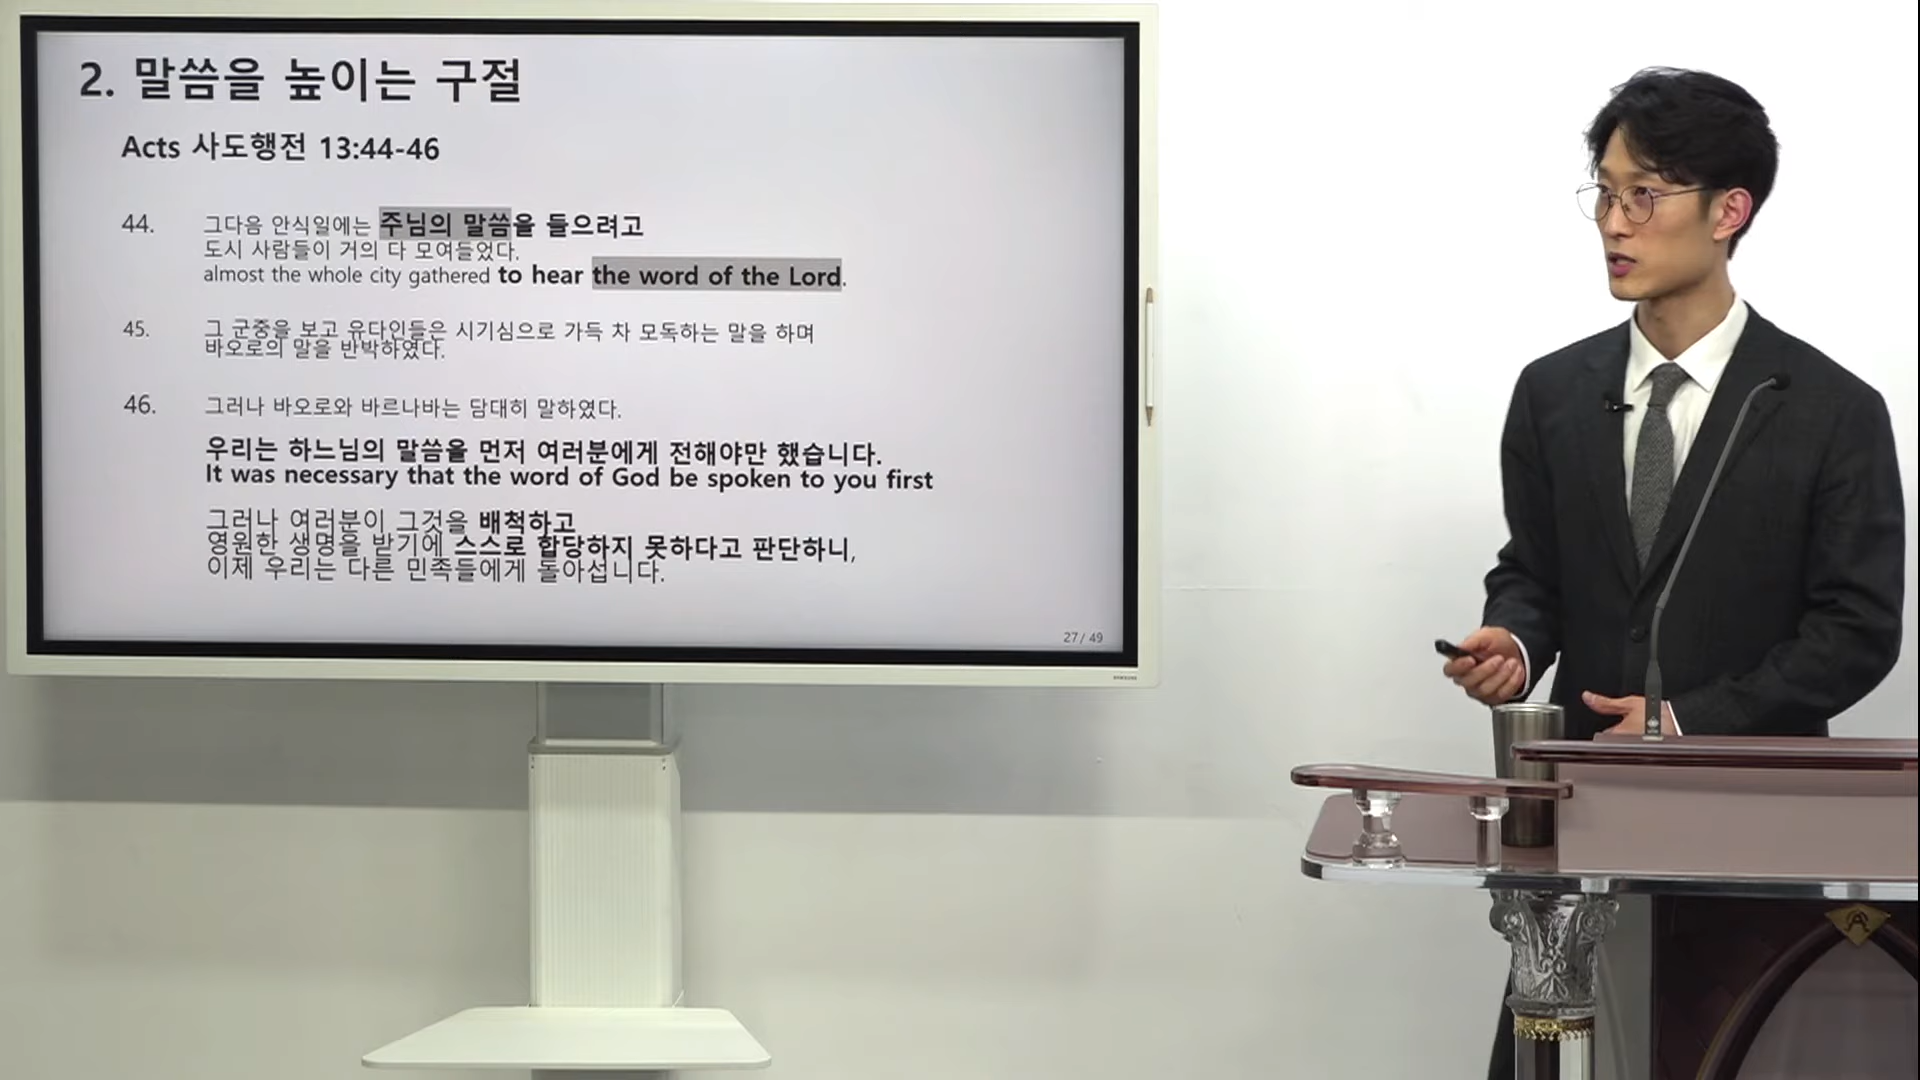 2. 말씀을 높이는 구절
Acts 사도행전 13:44-46
44. 그다음 안식일에는 주님의 말씀을 들으려고
도시 사람들이 거의 다 모여들었다.
almost the whole city gathered to hear the word of the Lord.
45. 그 군중을 보고 유다인들은 시기심으로 가득 차 모독하는 말을 하며
바오로의 말을 반박하였다.
46. 그러나 바오로와 바르나바는 담대히 말하였다.
우리는 하느님의 말씀을 먼저 여러분에게 전해야만 했습니다.
It was necessary that the word of God be spoken to you first
그러나 여러분이 그것을 배척하고
영원한 생명을 받기에 스스로 합당하지 못하다고 판단하니,
이제 우리는 다른 민족들에게 돌아섭니다.
27 / 49
SAMSUNG